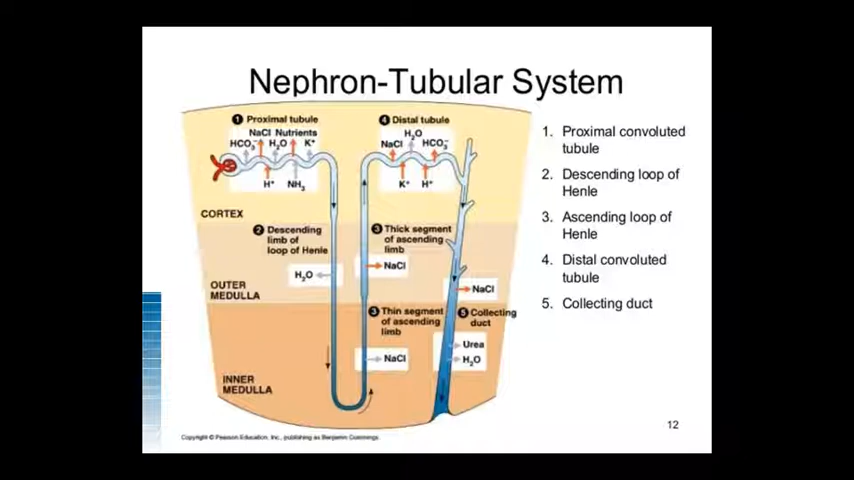 Nephron-Tubular System
1 Proximal tubule
NaCl Nutrients
HCO₃⁻ H₂O K⁺
H⁺ NH₃
4 Distal tubule
H₂O
NaCl HCO₃⁻
K⁺ H⁺
CORTEX
2 Descending
limb of
loop of Henle
H₂O
3 Thick segment
of ascending
limb
NaCl
OUTER
MEDULLA
NaCl
3 Thin segment
of ascending
limb
NaCl
5 Collecting
duct
Urea
H₂O
INNER
MEDULLA
1. Proximal convoluted
tubule
2. Descending loop of
Henle
3. Ascending loop of
Henle
4. Distal convoluted
tubule
5. Collecting duct
12
Copyright © Pearson Education, Inc., publishing as Benjamin Cummings.